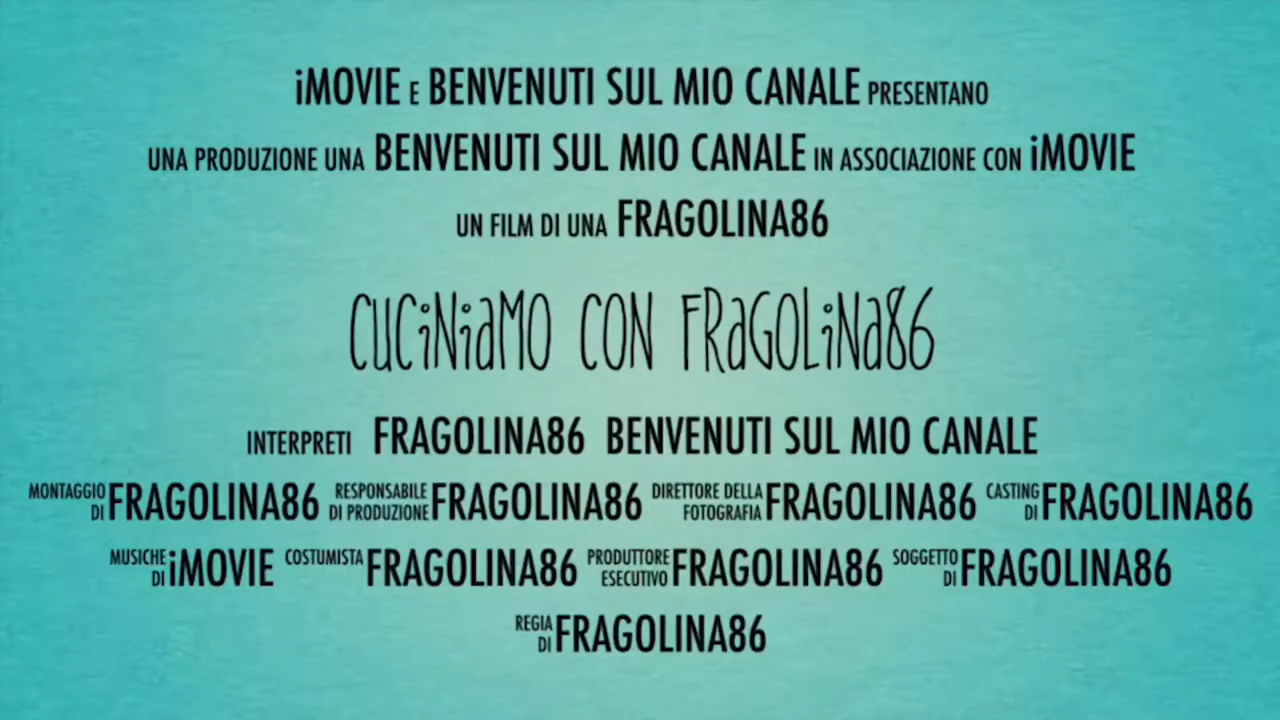 iMOVIE E BENVENUTI SUL MIO CANALE PRESENTANO
UNA PRODUZIONE UNA BENVENUTI SUL MIO CANALE IN ASSOCIAZIONE CON iMOVIE
UN FILM DI UNA FRAGOLINA86
CUCiNiaMO CON FRaGOLiNa86
INTERPRETI FRAGOLINA86 BENVENUTI SUL MIO CANALE
MONTAGGIO DI FRAGOLINA86 RESPONSABILE DI PRODUZIONE FRAGOLINA86 DIRETTORE DELLA FOTOGRAFIA FRAGOLINA86 CASTING DI FRAGOLINA86
MUSICHE DI iMOVIE COSTUMISTA FRAGOLINA86 PRODUTTORE ESECUTIVO FRAGOLINA86 SOGGETTO DI FRAGOLINA86
REGIA DI FRAGOLINA86